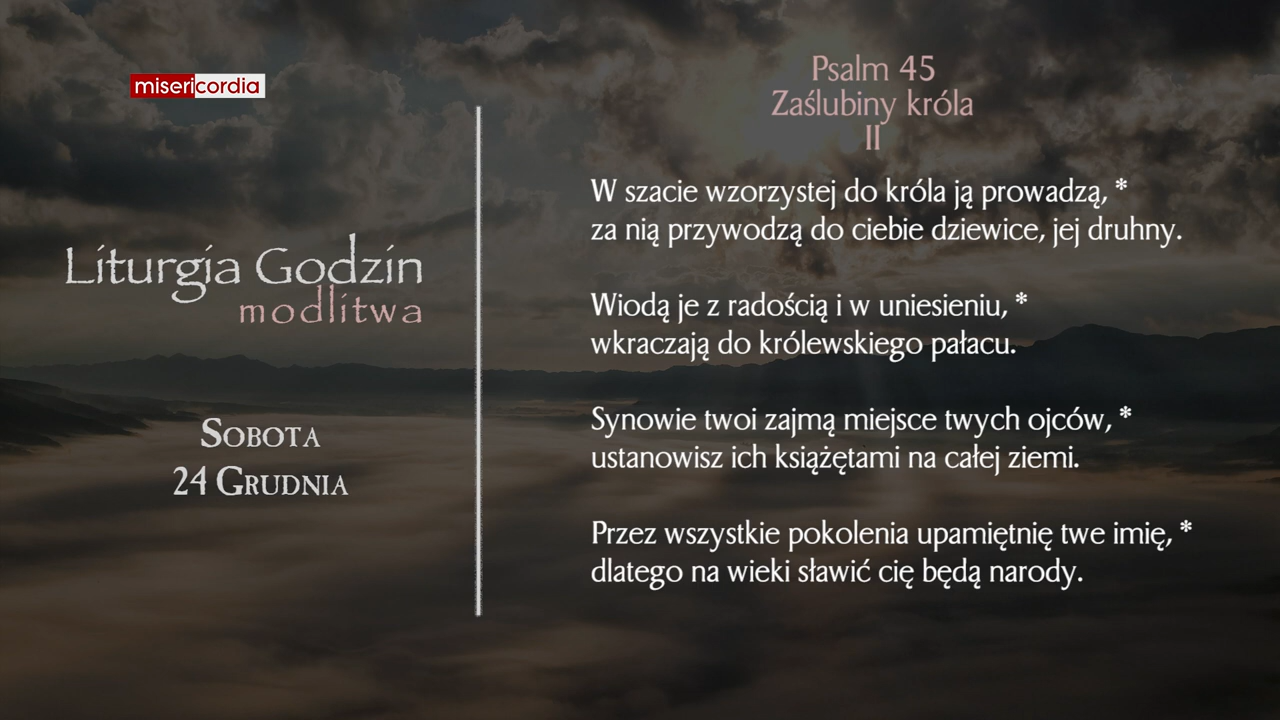 misericordia
Liturgia Godzin
modlitwa
Sobota
24 Grudnia
Psalm 45
Zaślubiny króla
II
W szacie wzorzystej do króla ją prowadzą, *
za nią przywodzą do ciebie dziewice, jej druhny.
Wiodą je z radością i w uniesieniu, *
wkraczają do królewskiego pałacu.
Synowie twoi zajmą miejsce twych ojców, *
ustanowisz ich książętami na całej ziemi.
Przez wszystkie pokolenia upamiętnię twe imię, *
dlatego na wieki sławić cię będą narody.